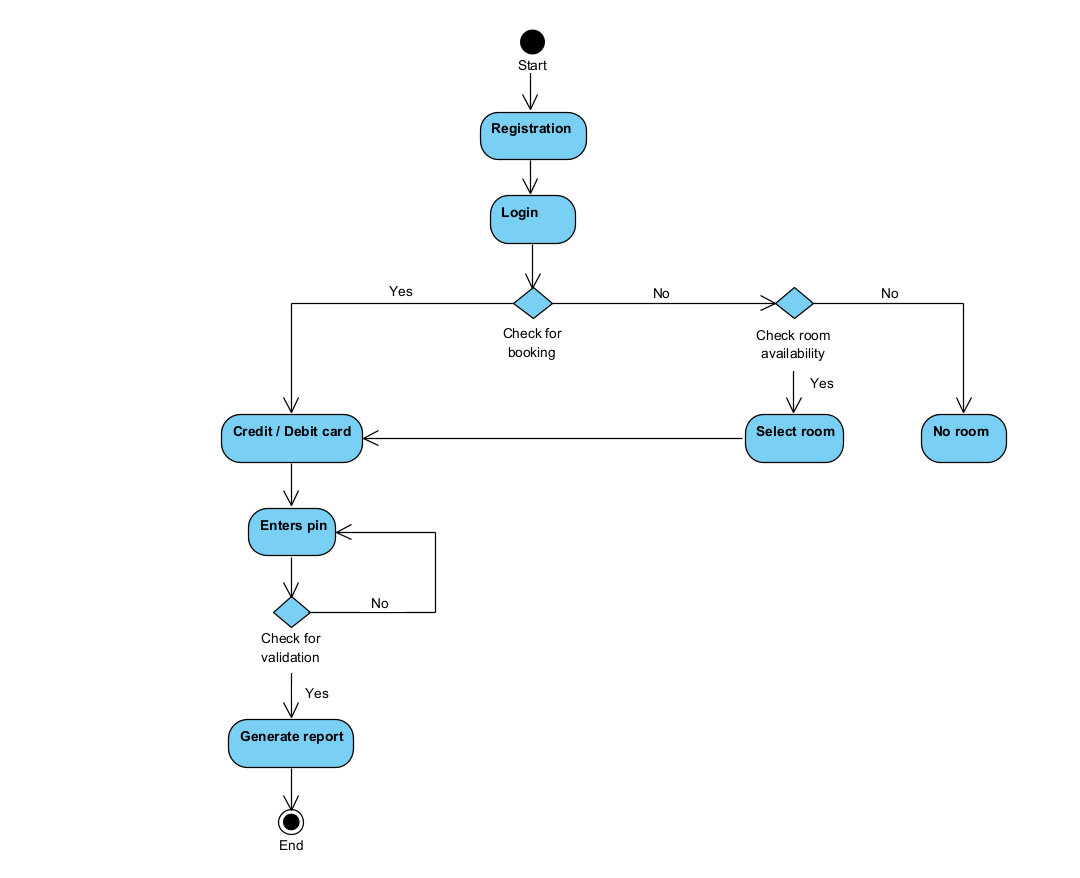 Start
Registration
Login
Yes
No
No
Check for
booking
Check room
availability
Yes
Credit / Debit card
Select room
No room
Enters pin
No
Check for
validation
Yes
Generate report
End